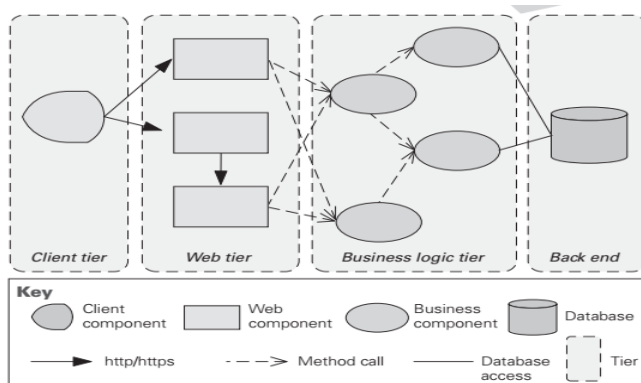 Client tier
Web tier
Business logic tier
Back end
Key
Client
component
Web
component
Business
component
Database
http/https
Method call
Database
access
Tier